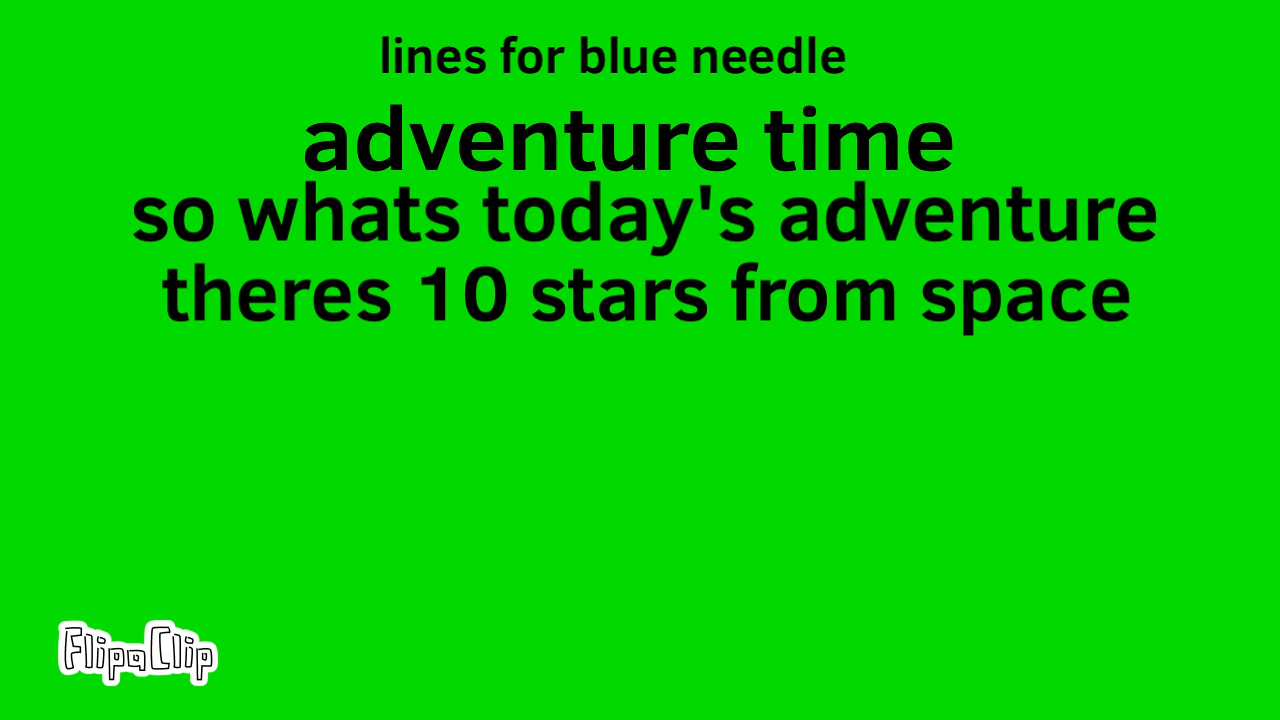 lines for blue needle
adventure time
so whats today's adventure
theres 10 stars from space
FlipaClip